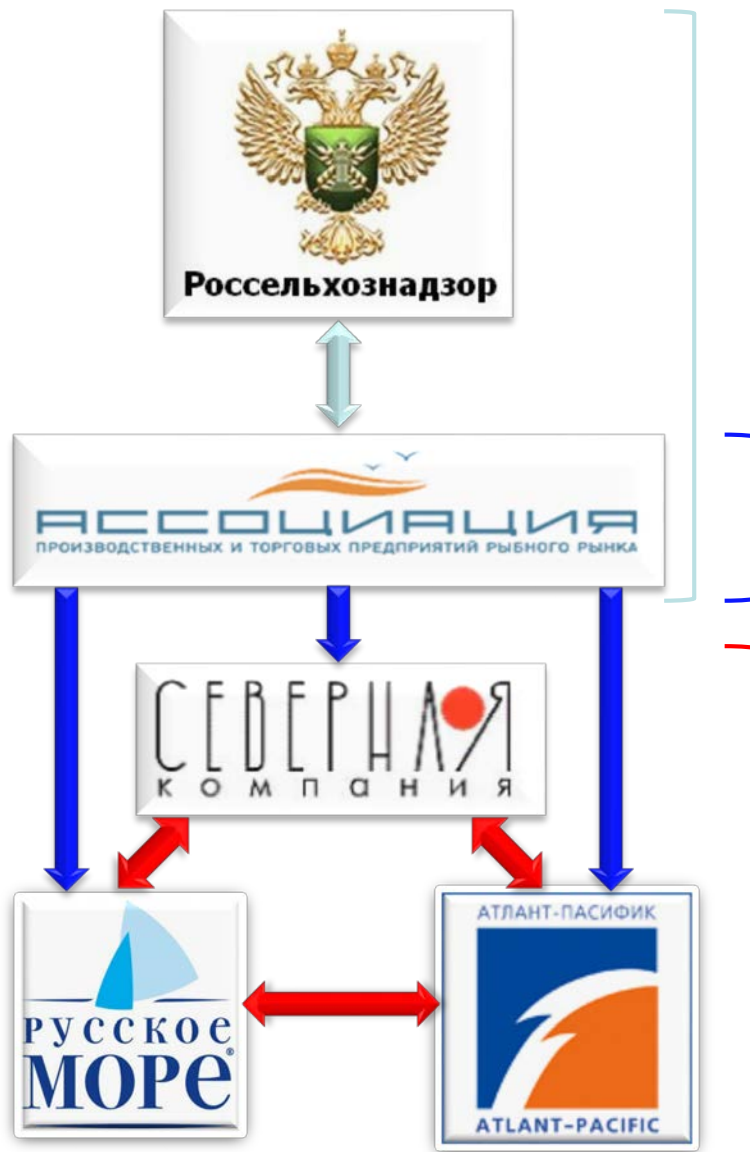 Россельхознадзор
АССОЦИАЦИЯ
ПРОИЗВОДСТВЕННЫХ И ТОРГОВЫХ ПРЕДПРИЯТИЙ РЫБНОГО РЫНКА
СЕВЕРНАЯ
КОМПАНИЯ
РУССКОЕ
МОРЕ®
АТЛАНТ-ПАСИФИК
ATLANT-PACIFIC